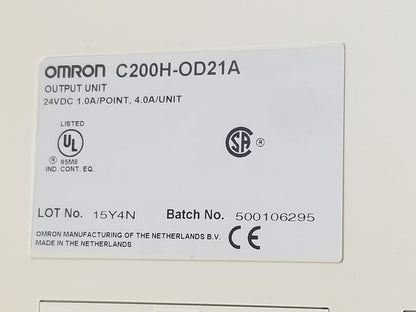 OMRON C200H-OD21A
OUTPUT UNIT
24VDC 1.0A/POINT, 4.0A/UNIT
LISTED
UL
® 95M8
IND. CONT. EQ.
SA ®
LOT No. 15Y4N Batch No. 500106295
OMRON MANUFACTURING OF THE NETHERLANDS B.V.
MADE IN THE NETHERLANDS
CE